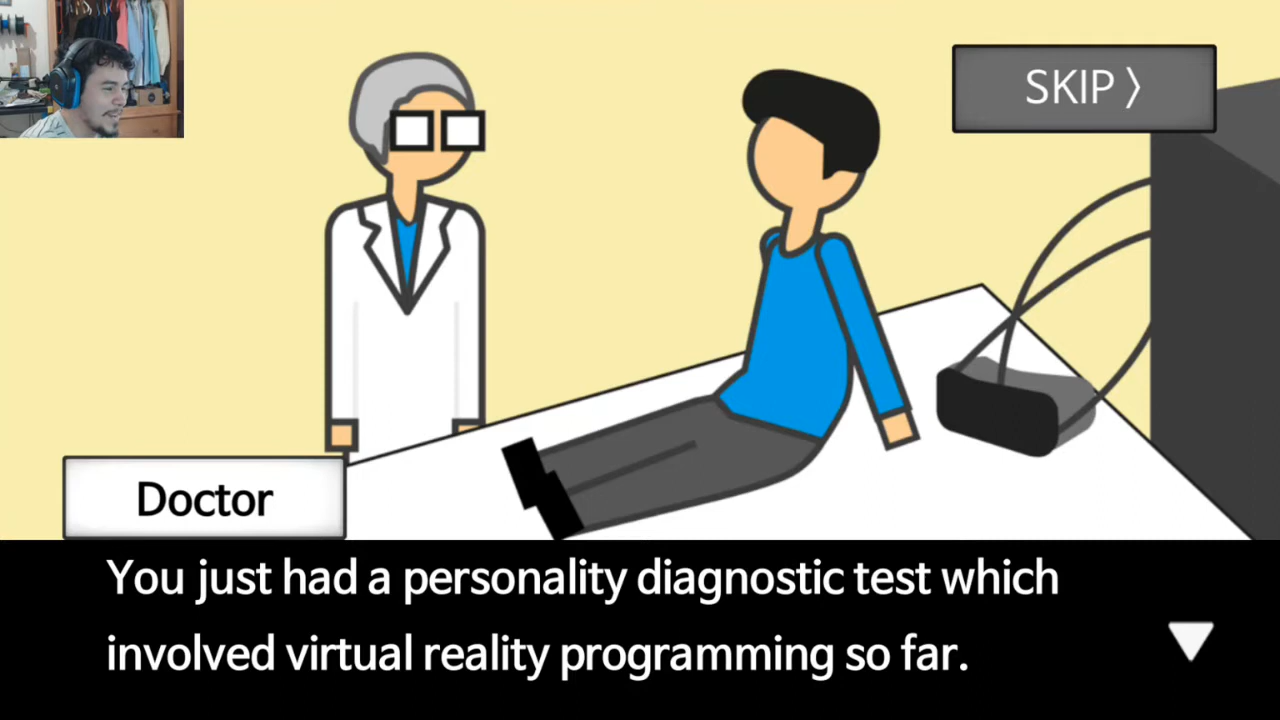 SKIP 〉
Doctor
You just had a personality diagnostic test which
involved virtual reality programming so far.